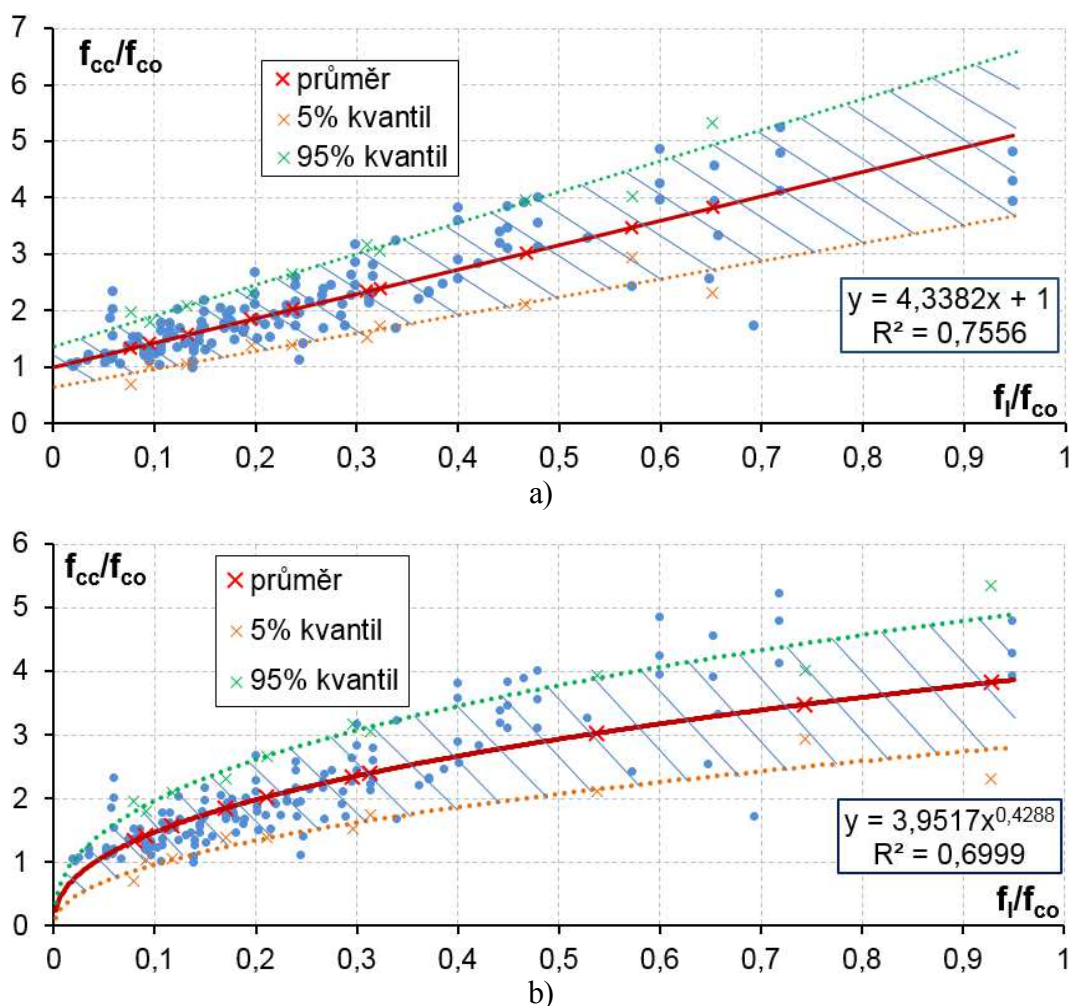 7
f_cc/f_co
6
5
4
3
2
1
0
průměr
5% kvantil
95% kvantil
y = 4,3382x + 1
R² = 0,7556
f_l/f_co
0 0,1 0,2 0,3 0,4 0,5 0,6 0,7 0,8 0,9 1
a)
6
f_cc/f_co
5
4
3
2
1
0
průměr
5% kvantil
95% kvantil
y = 3,9517x^0,4288
R² = 0,6999
f_l/f_co
0 0,1 0,2 0,3 0,4 0,5 0,6 0,7 0,8 0,9 1
b)